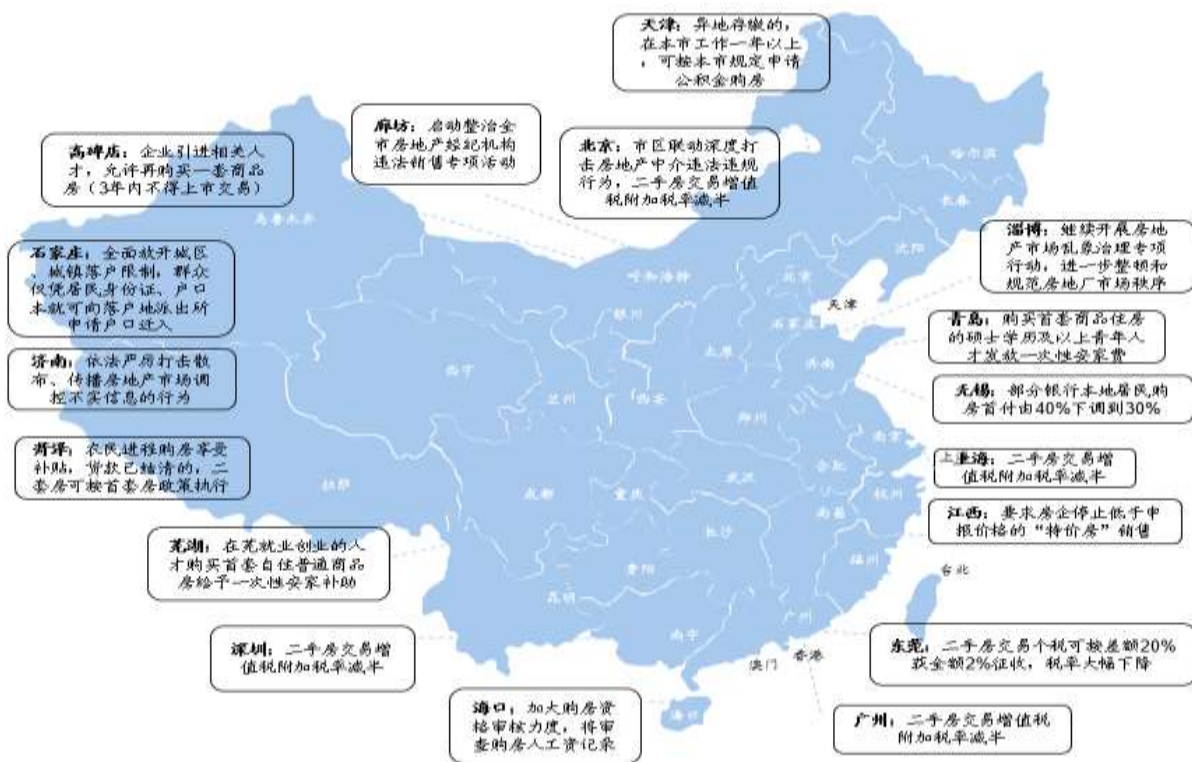 天津：异地存缴的，
在本市工作一年以上
，可按本市规定申请
公积金购房
廊坊：启动整治全
市房地产经纪机构
违法销售专项活动
北京：市区联动深度打
击房地产中介违法违规
行为，二手房交易增值
税附加税率减半
高碑店：企业引进相关人
才，允许再购买一套商品
房（3年内不得上市交易）
哈尔滨
长春
沈阳
乌鲁木齐
呼和浩特
北京
天津
石家庄
银川
太原
济南
西宁
兰州
西安
郑州
南京
合肥
拉萨
成都
重庆
武汉
杭州
南昌
长沙
贵阳
福州
昆明
台北
广州
南宁
澳门
香港
海口
淄博：继续开展房地
产市场乱象治理专项
行动，进一步整顿和
规范房地厂市场秩序
石家庄：全面放开城区
、城镇落户限制，群众
仅凭居民身份证、户口
本就可向落户地派出所
申请户口迁入
青岛：购买首套商品住房
的硕士学历及以上青年人
才发放一次性安家费
济南：依法严厉打击散
布、传播房地产市场调
控不实信息的行为
无锡：部分银行本地居民购
房首付由40%下调到30%
菏泽：农民进程购房享受
补贴，贷款已结清的，二
套房可按首套房政策执行
上上海：二手房交易增
值税附加税率减半
江西：要求房企停止低于申
报价格的“特价房”销售
芜湖：在芜就业创业的人
才购买首套自住普通商品
房给予一次性安家补助
深圳：二手房交易增
值税附加税率减半
东莞：二手房交易个税可按差额20%
获金额2%征收，税率大幅下降
海口：加大购房资
格审核力度，将审
查购房人工资记录
广州：二手房交易增值税
附加税率减半